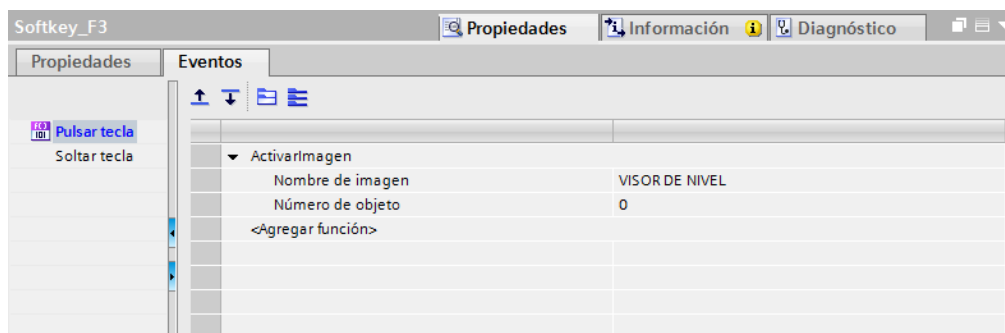 Softkey_F3 Propiedades Información Diagnóstico
Propiedades Eventos
Pulsar tecla
Soltar tecla ActivarImagen
Nombre de imagen VISOR DE NIVEL
Número de objeto 0
<Agregar función>